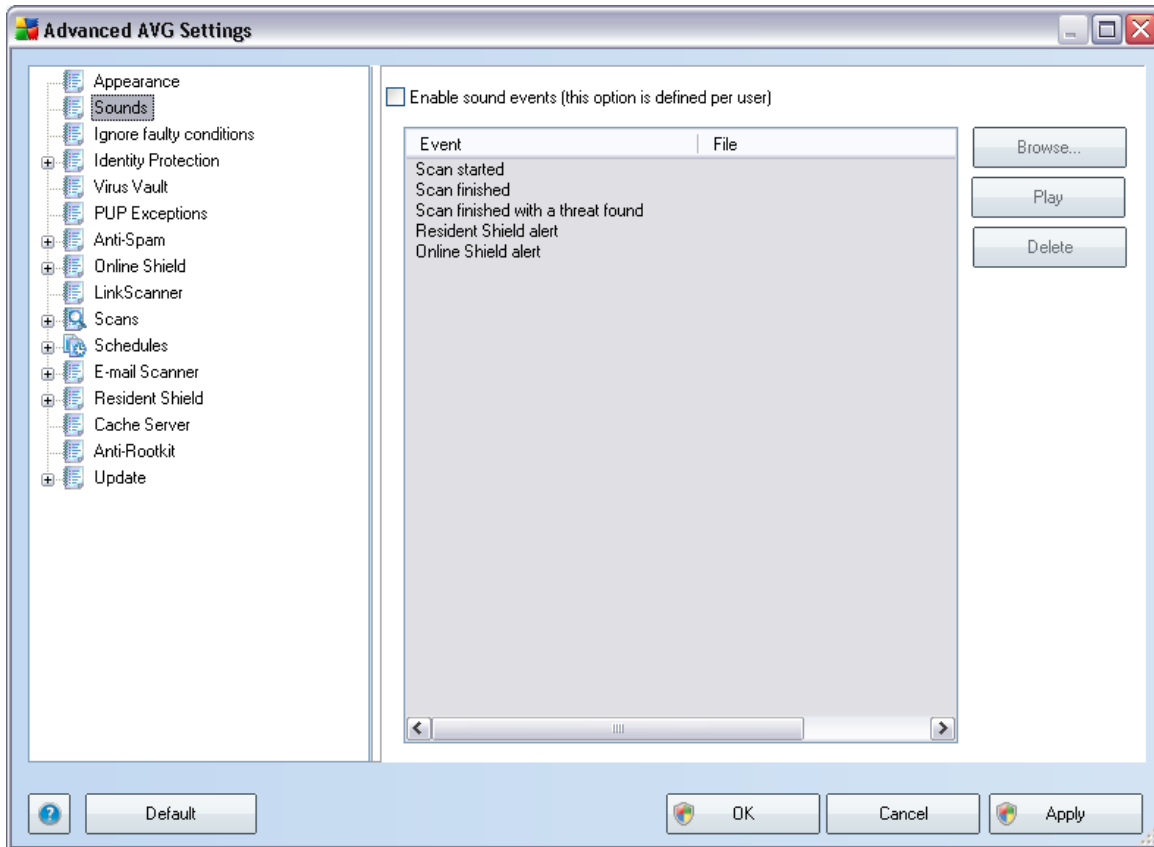 Advanced AVG Settings
Appearance
Sounds
Ignore faulty conditions
Identity Protection
Virus Vault
PUP Exceptions
Anti-Spam
Online Shield
LinkScanner
Scans
Schedules
E-mail Scanner
Resident Shield
Cache Server
Anti-Rootkit
Update
Enable sound events (this option is defined per user)
Event File
Scan started
Scan finished
Scan finished with a threat found
Resident Shield alert
Online Shield alert
Browse...
Play
Delete
Default
OK
Cancel
Apply